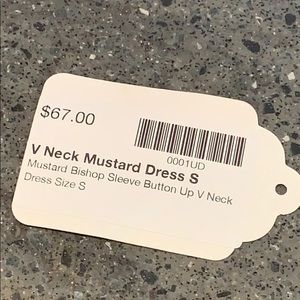 $67.00
0001UD
V Neck Mustard Dress S
Mustard Bishop Sleeve Button Up V Neck
Dress Size S